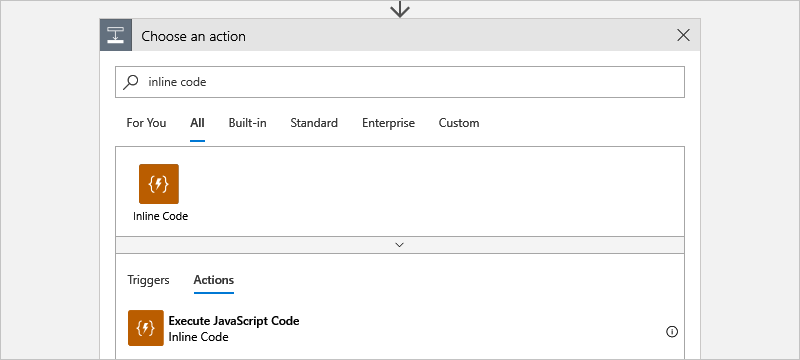 Choose an action
inline code
For You All Built-in Standard Enterprise Custom
Inline Code
Triggers Actions
Execute JavaScript Code
Inline Code